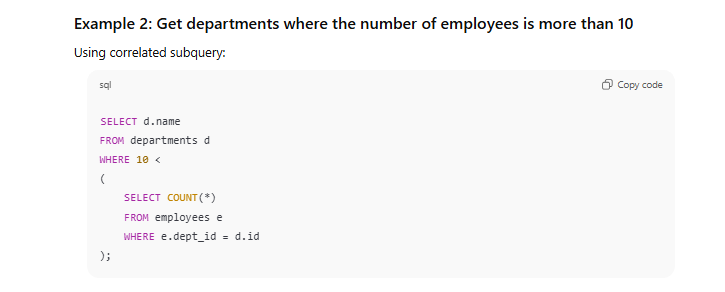 Example 2: Get departments where the number of employees is more than 10
Using correlated subquery:
sql
Copy code
SELECT d.name
FROM departments d
WHERE 10 <
(
    SELECT COUNT(*)
    FROM employees e
    WHERE e.dept_id = d.id
);